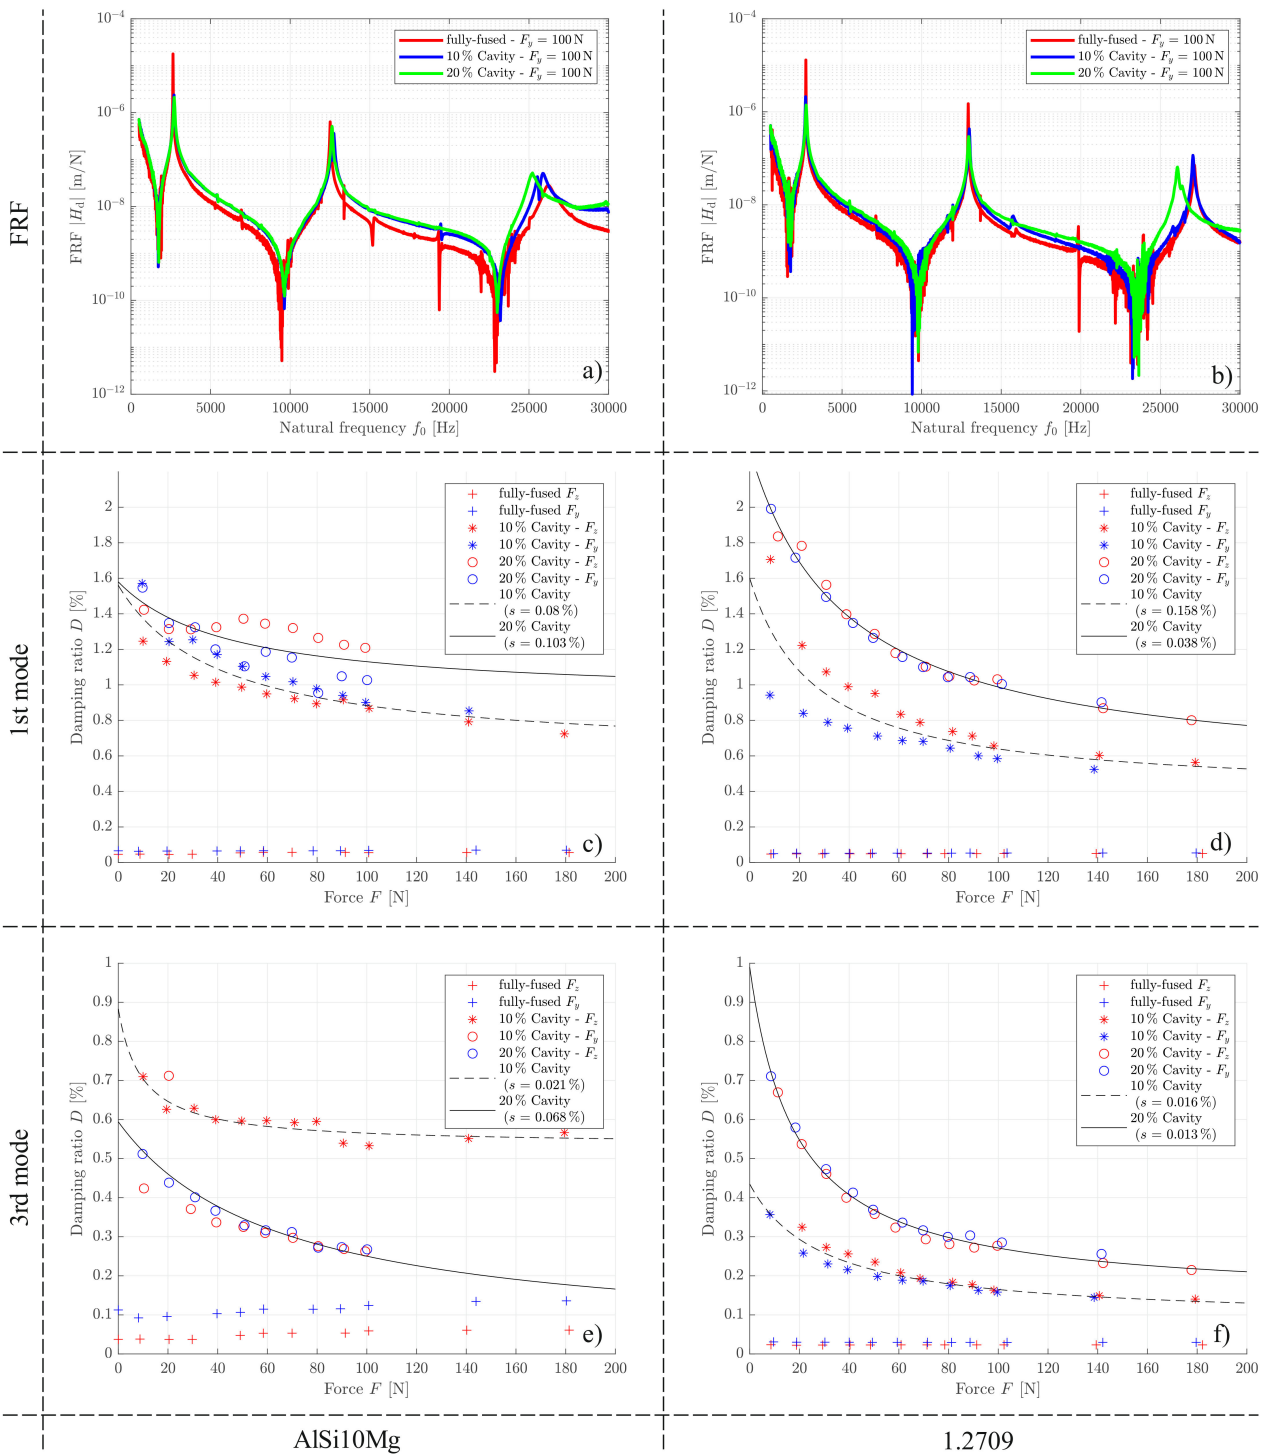 FRF
FRF |H_d| [m/N]
10^−4
10^−6
10^−8
10^−10
10^−12
fully-fused - F_y = 100 N
10 % Cavity - F_y = 100 N
20 % Cavity - F_y = 100 N
a)
0 5000 10000 15000 20000 25000 30000
Natural frequency f_0 [Hz]
FRF |H_d| [m/N]
10^−4
10^−6
10^−8
10^−10
10^−12
fully-fused - F_y = 100 N
10 % Cavity - F_y = 100 N
20 % Cavity - F_y = 100 N
b)
0 5000 10000 15000 20000 25000 30000
Natural frequency f_0 [Hz]
1st mode
Damping ratio D [%]
2
1.8
1.6
1.4
1.2
1
0.8
0.6
0.4
0.2
0
fully-fused F_z
fully-fused F_y
10 % Cavity - F_z
10 % Cavity - F_y
20 % Cavity - F_z
20 % Cavity - F_y
10 % Cavity
(s = 0.08 %)
20 % Cavity
(s = 0.103 %)
c)
0 20 40 60 80 100 120 140 160 180 200
Force F [N]
Damping ratio D [%]
2
1.8
1.6
1.4
1.2
1
0.8
0.6
0.4
0.2
0
fully-fused F_z
fully-fused F_y
10 % Cavity - F_z
10 % Cavity - F_y
20 % Cavity - F_z
20 % Cavity - F_y
10 % Cavity
(s = 0.158 %)
20 % Cavity
(s = 0.038 %)
d)
0 20 40 60 80 100 120 140 160 180 200
Force F [N]
3rd mode
Damping ratio D [%]
1
0.9
0.8
0.7
0.6
0.5
0.4
0.3
0.2
0.1
0
fully-fused F_z
fully-fused F_y
10 % Cavity - F_z
10 % Cavity - F_y
20 % Cavity - F_z
10 % Cavity
(s = 0.021 %)
20 % Cavity
(s = 0.068 %)
e)
0 20 40 60 80 100 120 140 160 180 200
Force F [N]
Damping ratio D [%]
1
0.9
0.8
0.7
0.6
0.5
0.4
0.3
0.2
0.1
0
fully-fused F_z
fully-fused F_y
10 % Cavity - F_z
10 % Cavity - F_y
20 % Cavity - F_z
20 % Cavity - F_y
10 % Cavity
(s = 0.016 %)
20 % Cavity
(s = 0.013 %)
f)
0 20 40 60 80 100 120 140 160 180 200
Force F [N]
AlSi10Mg
1.2709